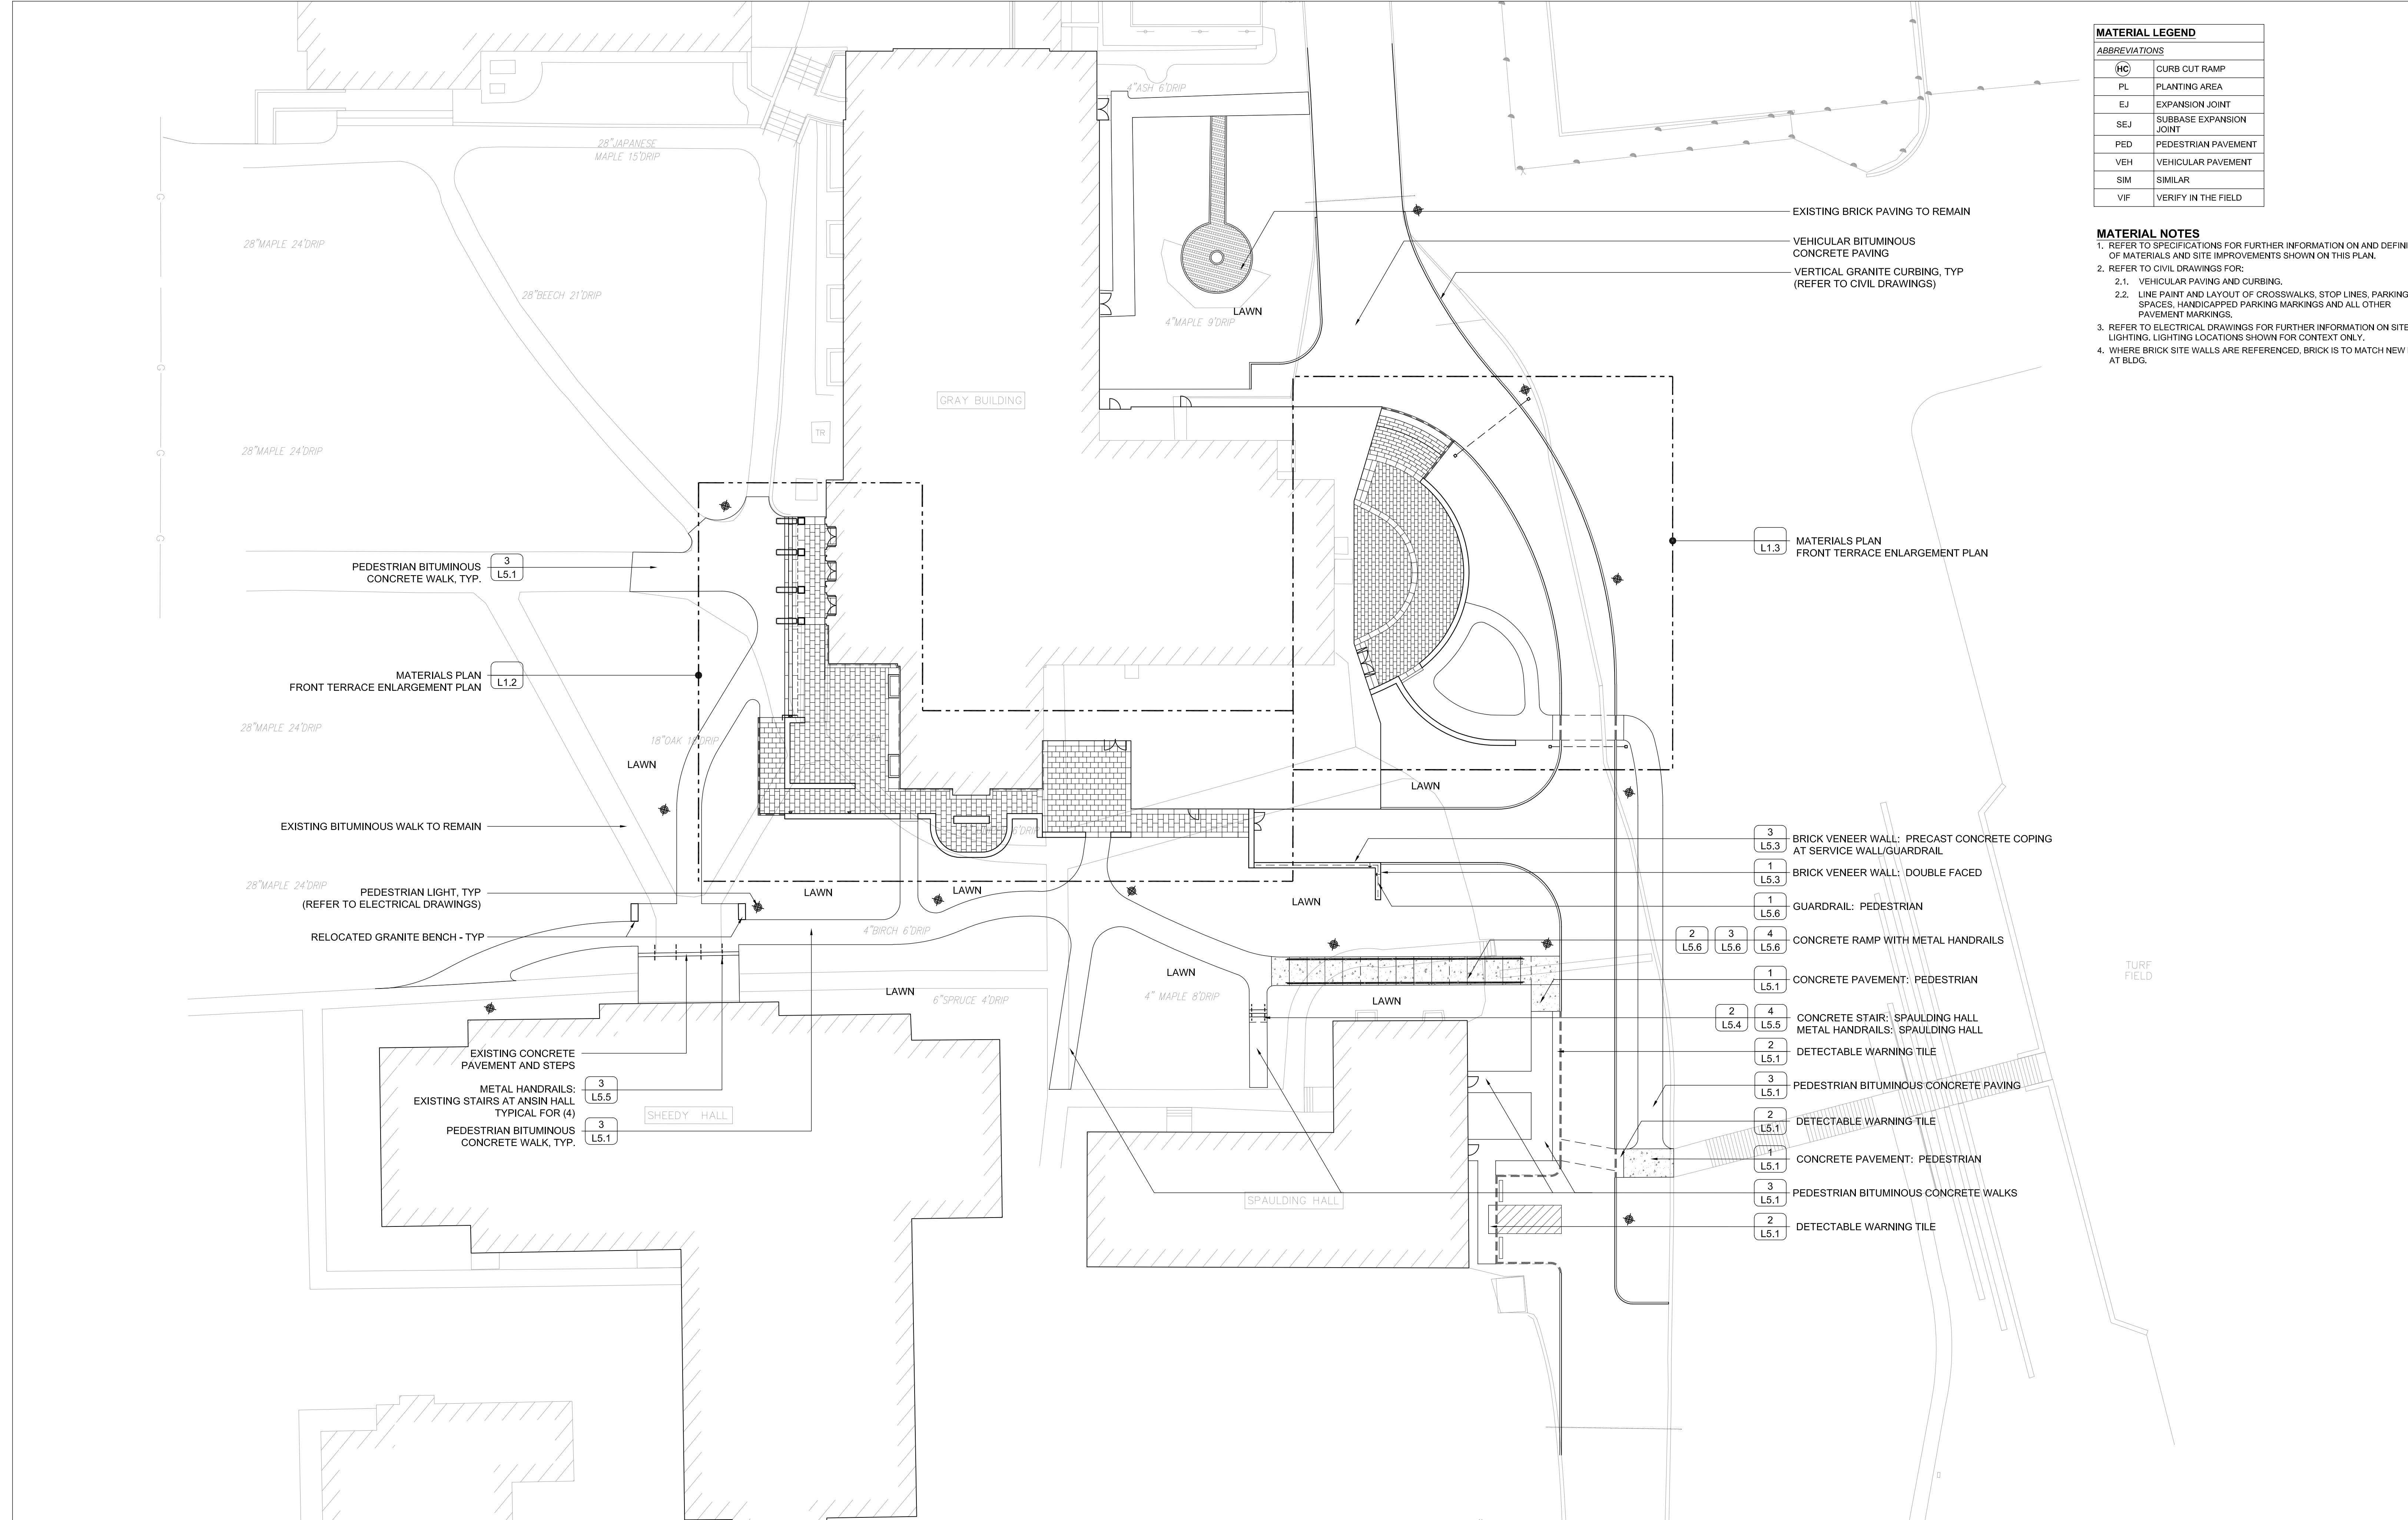 MATERIAL LEGEND
ABBREVIATIONS
HC CURB CUT RAMP
PL PLANTING AREA
EJ EXPANSION JOINT
SEJ SUBBASE EXPANSION
JOINT
PED PEDESTRIAN PAVEMENT
VEH VEHICULAR PAVEMENT
SIM SIMILAR
VIF VERIFY IN THE FIELD
MATERIAL NOTES
1. REFER TO SPECIFICATIONS FOR FURTHER INFORMATION ON AND DEFINI
OF MATERIALS AND SITE IMPROVEMENTS SHOWN ON THIS PLAN.
2. REFER TO CIVIL DRAWINGS FOR:
2.1. VEHICULAR PAVING AND CURBING.
2.2. LINE PAINT AND LAYOUT OF CROSSWALKS, STOP LINES, PARKING
SPACES, HANDICAPPED PARKING MARKINGS AND ALL OTHER
PAVEMENT MARKINGS.
3. REFER TO ELECTRICAL DRAWINGS FOR FURTHER INFORMATION ON SITE
LIGHTING. LIGHTING LOCATIONS SHOWN FOR CONTEXT ONLY.
4. WHERE BRICK SITE WALLS ARE REFERENCED, BRICK IS TO MATCH NEW
AT BLDG.
4"ASH 6'DRIP
28"JAPANESE
MAPLE 15'DRIP
G
28"MAPLE 24'DRIP
28"BEECH 21'DRIP
4"MAPLE 9'DRIP
LAWN
EXISTING BRICK PAVING TO REMAIN
VEHICULAR BITUMINOUS
CONCRETE PAVING
VERTICAL GRANITE CURBING, TYP
(REFER TO CIVIL DRAWINGS)
G
GRAY BUILDING
TR
28"MAPLE 24'DRIP
G
G
PEDESTRIAN BITUMINOUS
CONCRETE WALK, TYP.
3
L5.1
L1.3
MATERIALS PLAN
FRONT TERRACE ENLARGEMENT PLAN
MATERIALS PLAN
FRONT TERRACE ENLARGEMENT PLAN
L1.2
28"MAPLE 24'DRIP
LAWN
LAWN
EXISTING BITUMINOUS WALK TO REMAIN
28"MAPLE 24'DRIP
PEDESTRIAN LIGHT, TYP
(REFER TO ELECTRICAL DRAWINGS)
LAWN
LAWN
LAWN
RELOCATED GRANITE BENCH - TYP
4"BIRCH 6'DRIP
LAWN
LAWN
LAWN
6"SPRUCE 4'DRIP
4" MAPLE 8'DRIP
EXISTING CONCRETE
PAVEMENT AND STEPS
METAL HANDRAILS:
EXISTING STAIRS AT ANSIN HALL
TYPICAL FOR (4)
3
L5.5
PEDESTRIAN BITUMINOUS
CONCRETE WALK, TYP.
3
L5.1
SHEEDY HALL
SPAULDING HALL
3
L5.3
BRICK VENEER WALL: PRECAST CONCRETE COPING
AT SERVICE WALL/GUARDRAIL
1
L5.3
BRICK VENEER WALL: DOUBLE FACED
1
L5.6
GUARDRAIL: PEDESTRIAN
2
L5.6
3
L5.6
4
L5.6
CONCRETE RAMP WITH METAL HANDRAILS
1
L5.1
CONCRETE PAVEMENT: PEDESTRIAN
2
L5.4
4
L5.5
CONCRETE STAIR: SPAULDING HALL
METAL HANDRAILS: SPAULDING HALL
2
L5.1
DETECTABLE WARNING TILE
3
L5.1
PEDESTRIAN BITUMINOUS CONCRETE PAVING
2
L5.1
DETECTABLE WARNING TILE
1
L5.1
CONCRETE PAVEMENT: PEDESTRIAN
3
L5.1
PEDESTRIAN BITUMINOUS CONCRETE WALKS
2
L5.1
DETECTABLE WARNING TILE
TURF
FIELD